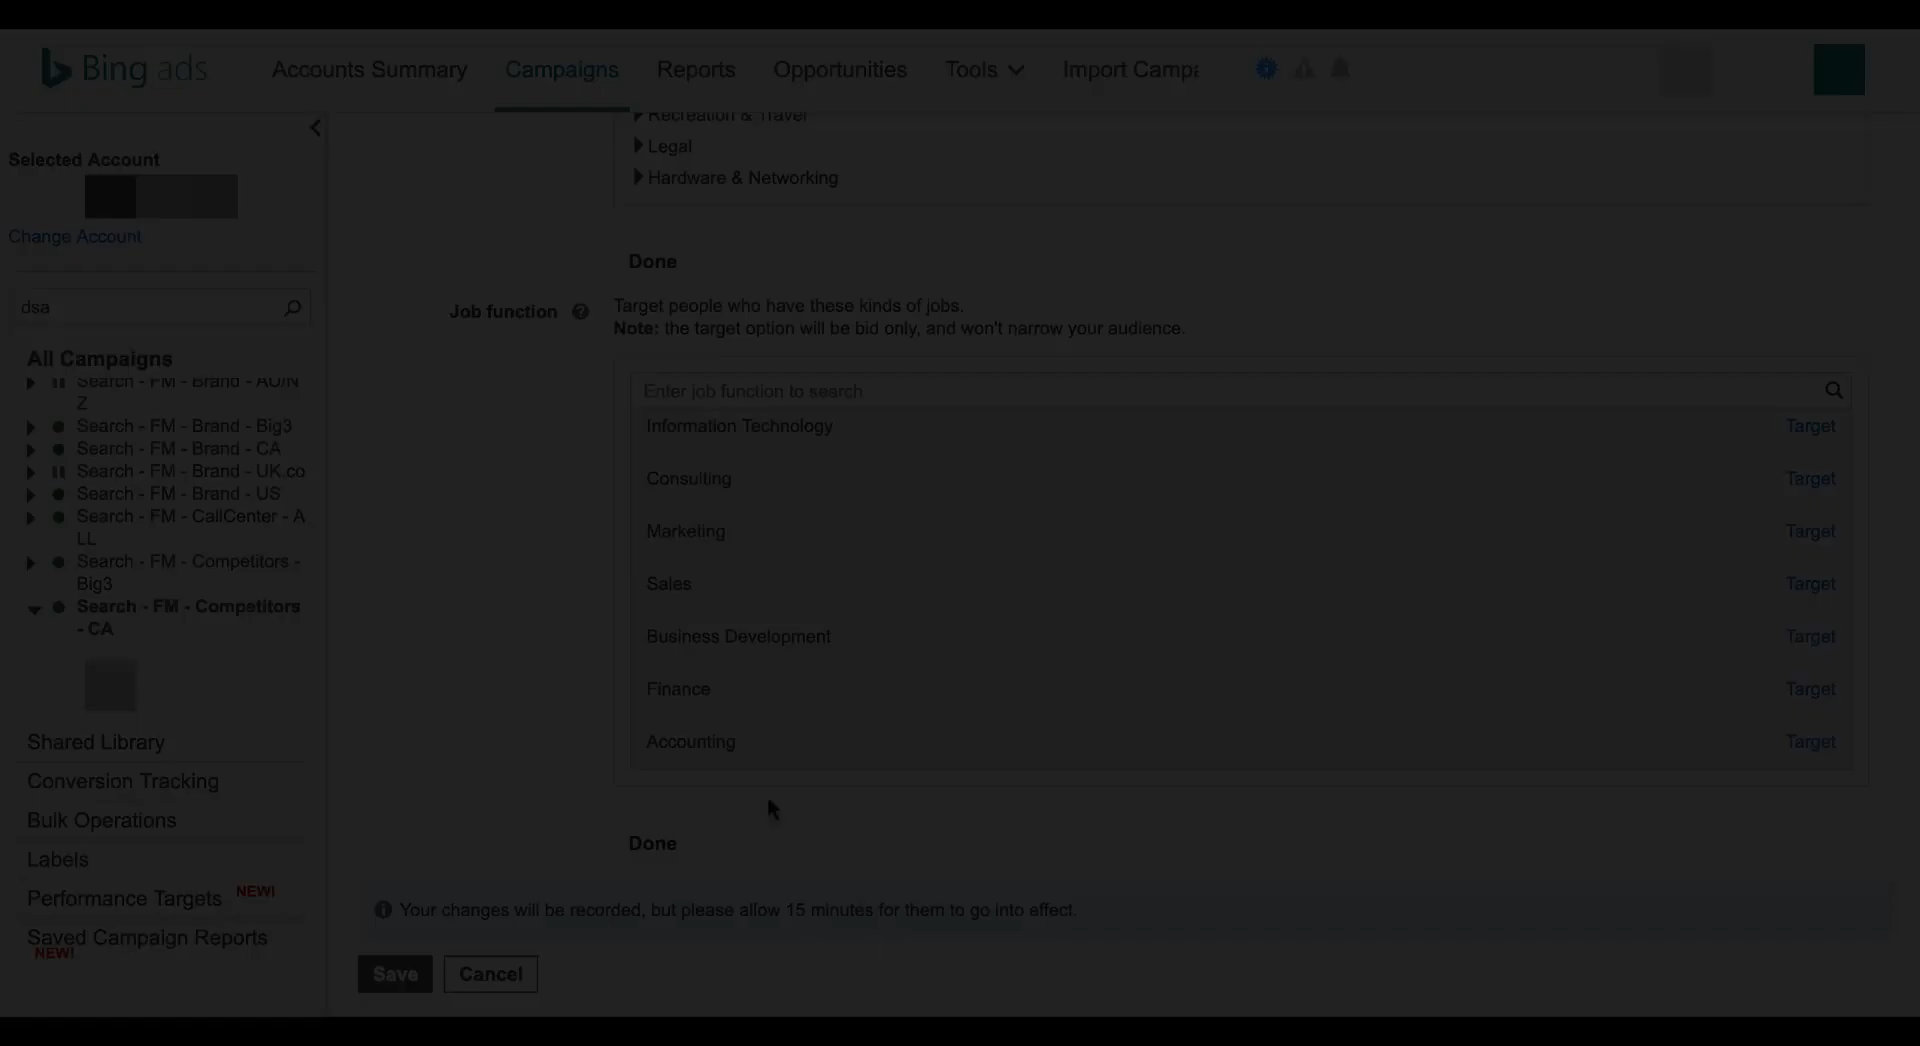 Bing ads
Accounts Summary
Campaigns
Reports
Opportunities
Tools
Import Campa
Selected Account
Change Account
dsa
All Campaigns
Search - FM - Brand - AU/N
Z
Search - FM - Brand - Big3
Search - FM - Brand - CA
Search - FM - Brand - UK.co
Search - FM - Brand - US
Search - FM - CallCenter - A
LL
Search - FM - Competitors -
Big3
Search - FM - Competitors
- CA
Shared Library
Conversion Tracking
Bulk Operations
Labels
Performance Targets NEW!
Saved Campaign Reports
NEW!
Recreation & Travel
Legal
Hardware & Networking
Done
Job function
Target people who have these kinds of jobs.
Note: the target option will be bid only, and won't narrow your audience.
Enter job function to search
Information Technology Target
Consulting Target
Marketing Target
Sales Target
Business Development Target
Finance Target
Accounting Target
Done
Your changes will be recorded, but please allow 15 minutes for them to go into effect.
Save
Cancel